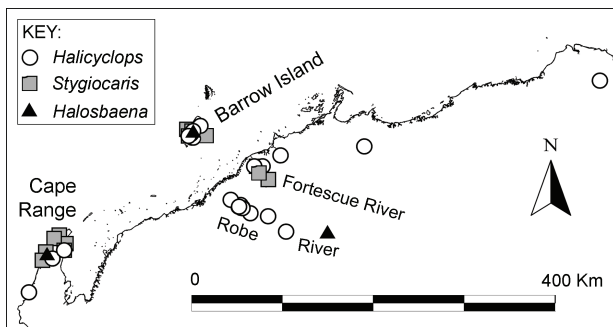 KEY:
Halicyclops
Stygiocaris
Halosbaena
Barrow Island
Cape
Range
Fortescue River
Robe River
N
0 400 Km